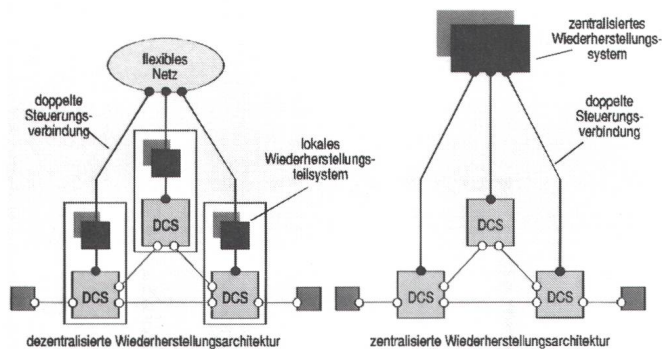 flexibles
Netz
doppelte
Steuerungs-
verbindung
lokales
Wiederherstellungs-
teilsystem
DCS
DCS
DCS
dezentralisierte Wiederherstellungsarchitektur
zentralisiertes
Wiederherstellungs-
system
doppelte
Steuerungs-
verbindung
DCS
DCS
DCS
zentralisierte Wiederherstellungsarchitektur